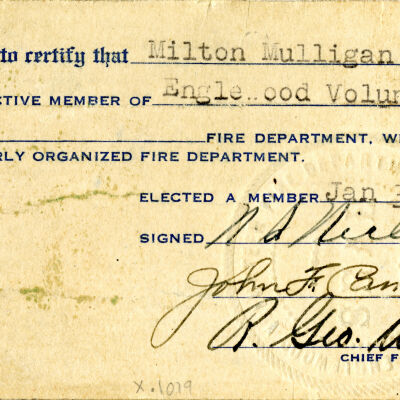 to certify that Milton Mulligan
CTIVE MEMBER OF Englewood Volun
FIRE DEPARTMENT, W
RLY ORGANIZED FIRE DEPARTMENT.
ELECTED A MEMBER Jan
SIGNED
John F.
R. Geo.
CHIEF F
X.1019